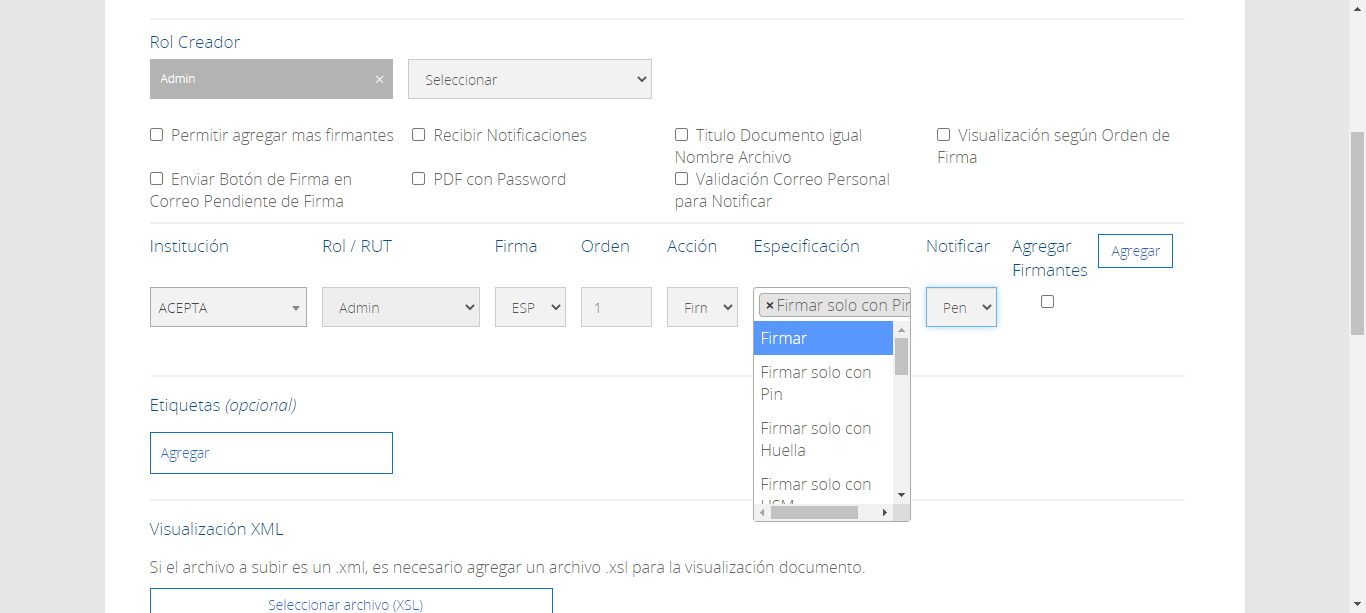 Rol Creador
Admin ×
Seleccionar
Permitir agregar mas firmantes
Recibir Notificaciones
Titulo Documento igual
Nombre Archivo
Visualización según Orden de
Firma
Enviar Botón de Firma en
Correo Pendiente de Firma
PDF con Password
Validación Correo Personal
para Notificar
Institución Rol / RUT Firma Orden Acción Especificación Notificar Agregar
Firmantes
Agregar
ACEPTA Admin ESP 1 Firn × Firmar solo con Pin Pen
Firmar
Firmar solo con
Pin
Firmar solo con
Huella
Firmar solo con
HSM
Etiquetas (opcional)
Agregar
Visualización XML
Si el archivo a subir es un .xml, es necesario agregar un archivo .xsl para la visualización documento.
Seleccionar archivo (XSL)